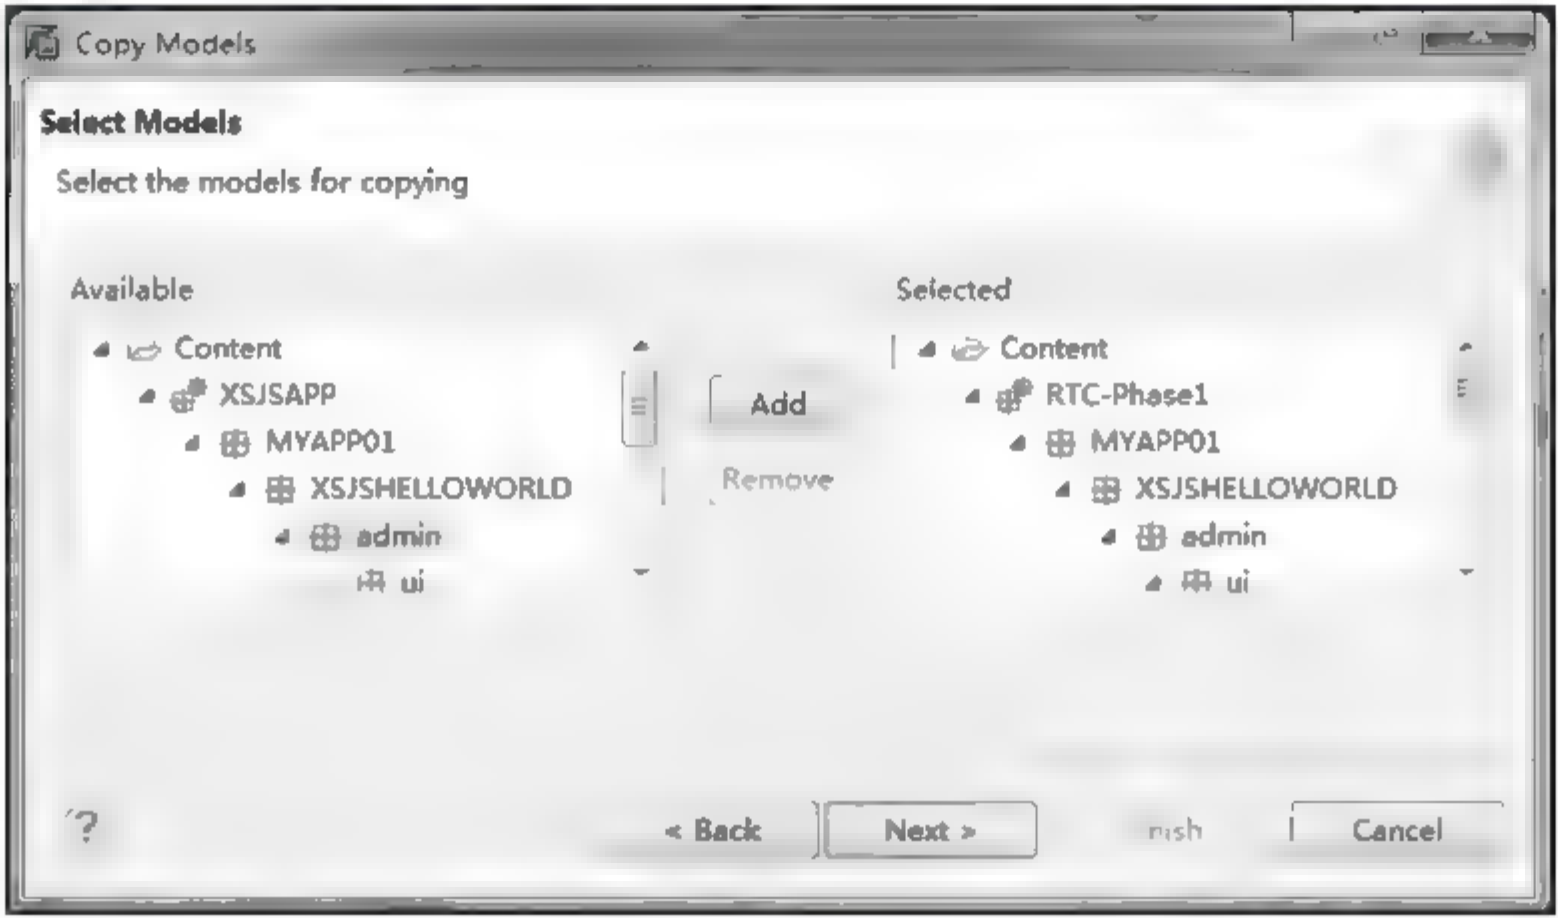 Copy Models
Select Models
Select the models for copying
Available
Content
XSJSAPP
MYAPP01
XSJSHELLOWORLD
admin
ui
Add
Remove
Selected
Content
RTC-Phase1
MYAPP01
XSJSHELLOWORLD
admin
ui
?
< Back
Next >
Cancel